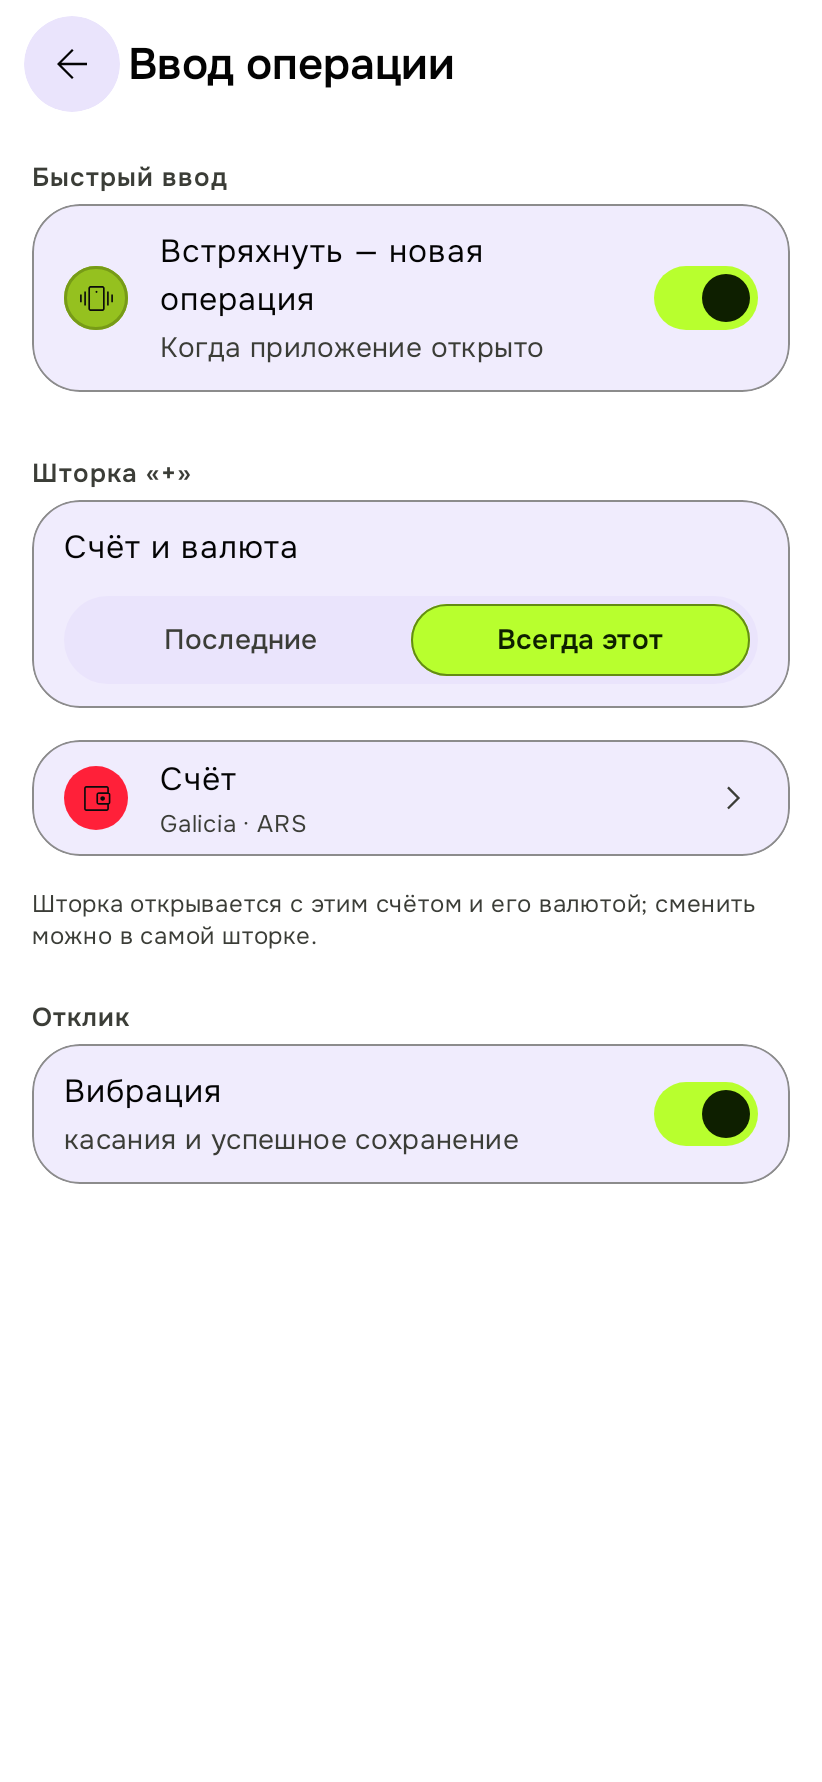 Ввод операции
Быстрый ввод
Встряхнуть — новая
операция
Когда приложение открыто
Шторка «+»
Счёт и валюта
Последние
Всегда этот
Счёт
Galicia · ARS
Шторка открывается с этим счётом и его валютой; сменить
можно в самой шторке.
Отклик
Вибрация
касания и успешное сохранение